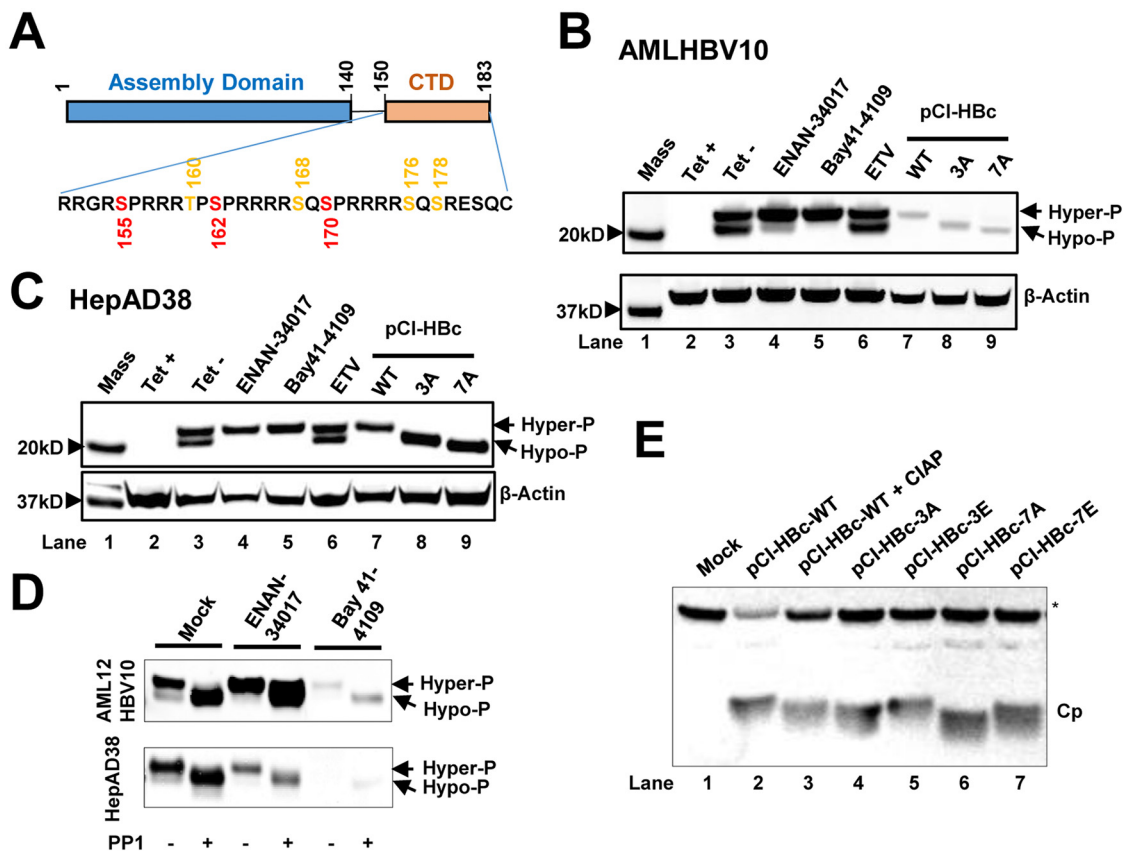 A
1
140
150
183
Assembly Domain
CTD
160
168
176
178
RRGRSPRRRRTPSPRRRRSQSPRRRRSQSRESQC
155
162
170
B
AMLHBV10
Mass
Tet +
Tet -
ENAN-34017
Bay41-4109
ETV
pCI-HBc
WT
3A
7A
Hyper-P
20kD
Hypo-P
37kD
β-Actin
Lane 1 2 3 4 5 6 7 8 9
C
HepAD38
Mass
Tet +
Tet -
ENAN-34017
Bay41-4109
ETV
pCI-HBc
WT
3A
7A
Hyper-P
20kD
Hypo-P
37kD
β-Actin
Lane 1 2 3 4 5 6 7 8 9
D
Mock
ENAN-
34017
Bay 41-
4109
AML12
HBV10
Hyper-P
Hypo-P
HepAD38
Hyper-P
Hypo-P
PP1 - + - + - +
E
Mock
pCI-HBc-WT
pCI-HBc-WT + CIAP
pCI-HBc-3A
pCI-HBc-3E
pCI-HBc-7A
pCI-HBc-7E
*
Cp
Lane 1 2 3 4 5 6 7